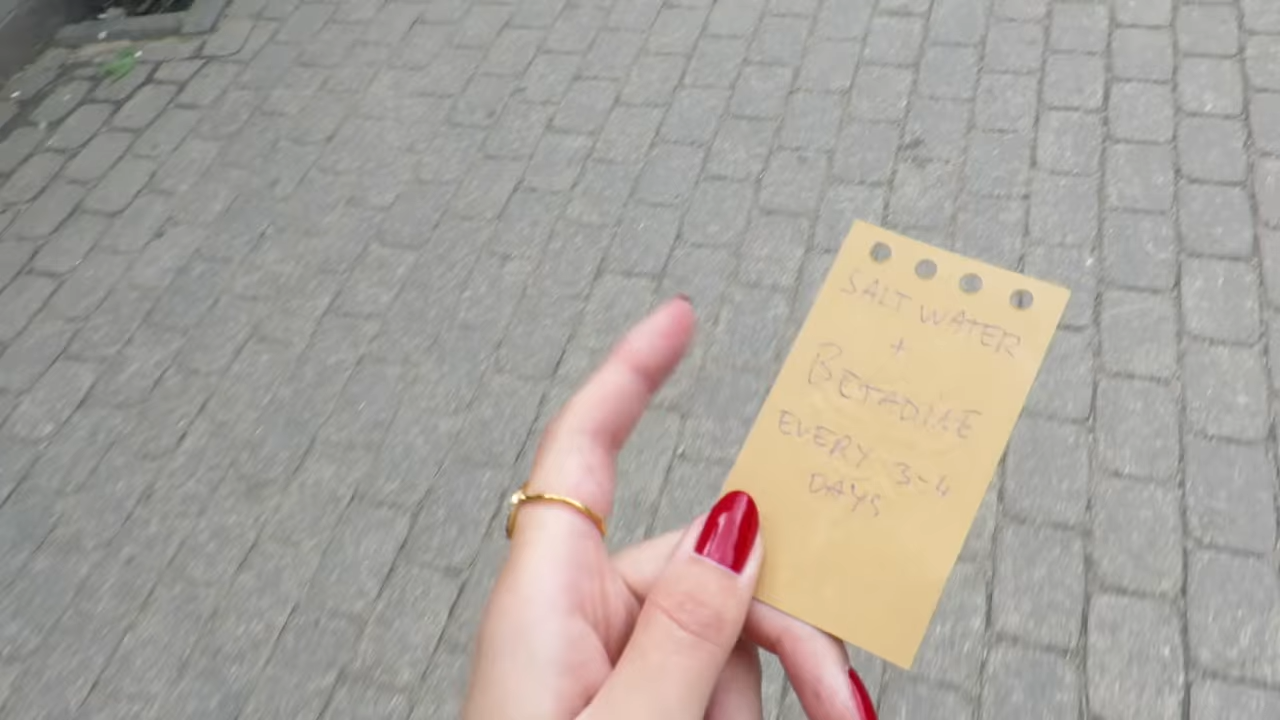 SALT WATER
+
BETADINE
EVERY 3-4
DAYS